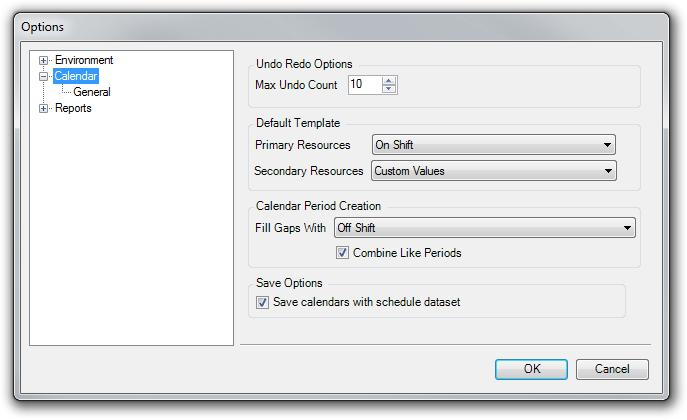 Options
Environment
Calendar
General
Reports
Undo Redo Options
Max Undo Count 10
Default Template
Primary Resources On Shift
Secondary Resources Custom Values
Calendar Period Creation
Fill Gaps With Off Shift
Combine Like Periods
Save Options
Save calendars with schedule dataset
OK Cancel